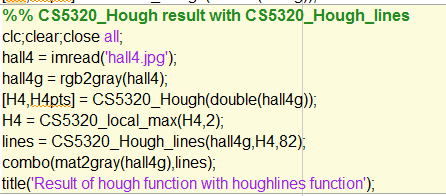 %% CS5320_Hough result with CS5320_Hough_lines
clc;clear;close all;
hall4 = imread('hall4.jpg');
hall4g = rgb2gray(hall4);
[H4,H4pts] = CS5320_Hough(double(hall4g));
H4 = CS5320_local_max(H4,2);
lines = CS5320_Hough_lines(hall4g,H4,82);
combo(mat2gray(hall4g),lines);
title('Result of hough function with houghlines function');